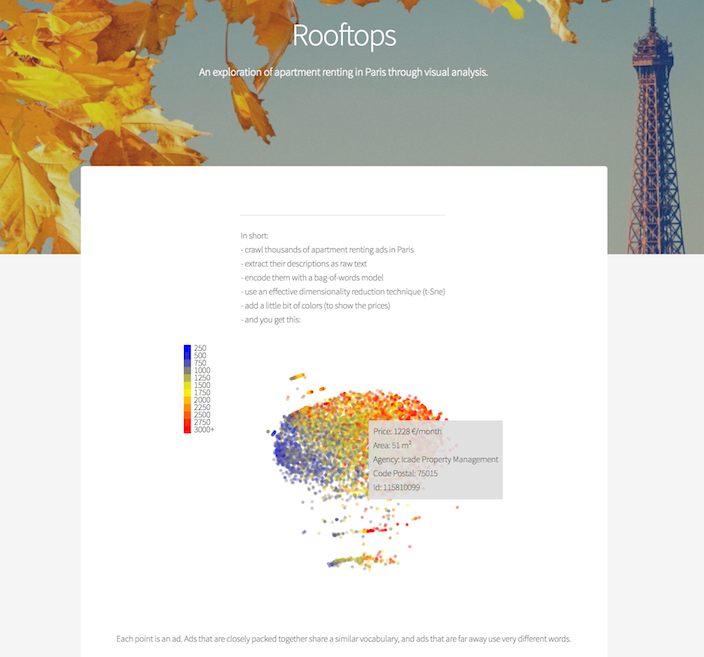 Rooftops
An exploration of apartment renting in Paris through visual analysis.
In short:
- crawl thousands of apartment renting ads in Paris
- extract their descriptions as raw text
- encode them with a bag-of-words model
- use an effective dimensionality reduction technique (t-Sne)
- add a little bit of colors (to show the prices)
- and you get this:
250
500
750
1000
1250
1500
1750
2000
2250
2500
2750
3000+
Price: 1228 €/month
Area: 51 m²
Agency: Icade Property Management
Code Postal: 75015
Id: 115810099
Each point is an ad. Ads that are closely packed together share a similar vocabulary, and ads that are far away use very different words.